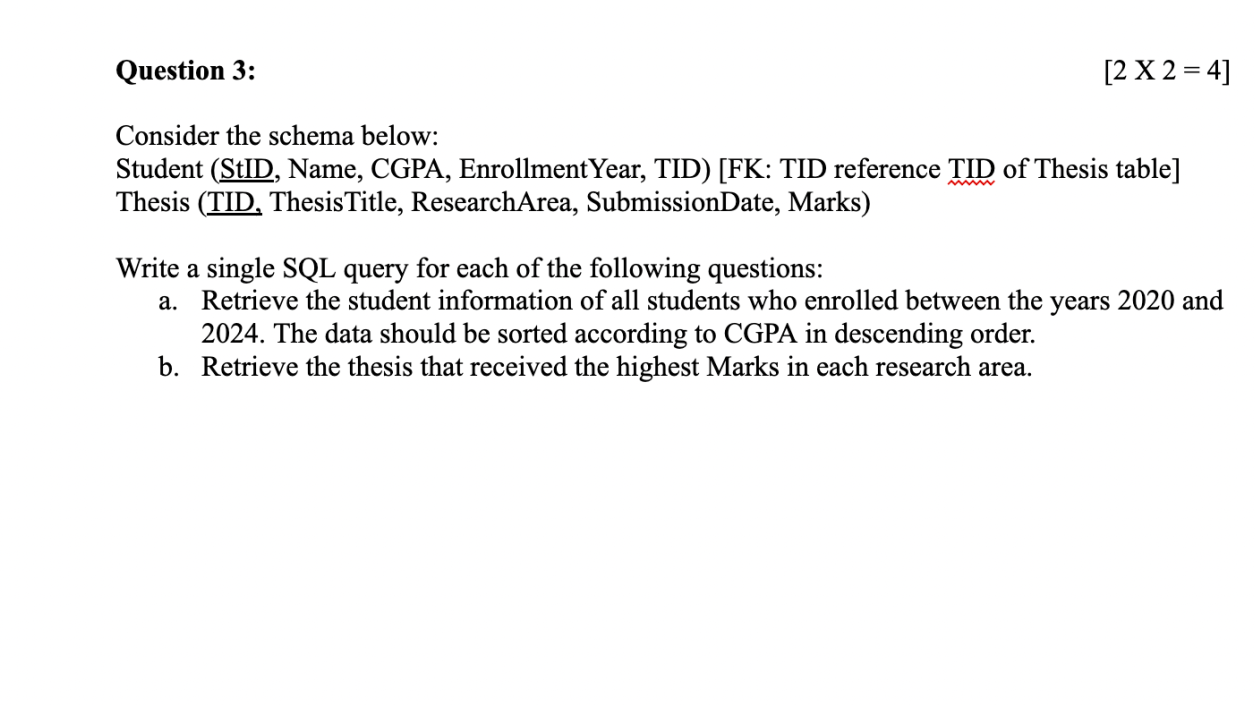 Question 3: [2 X 2 = 4]
Consider the schema below:
Student (StID, Name, CGPA, EnrollmentYear, TID) [FK: TID reference TID of Thesis table]
Thesis (TID, ThesisTitle, ResearchArea, SubmissionDate, Marks)
Write a single SQL query for each of the following questions:
a. Retrieve the student information of all students who enrolled between the years 2020 and
2024. The data should be sorted according to CGPA in descending order.
b. Retrieve the thesis that received the highest Marks in each research area.